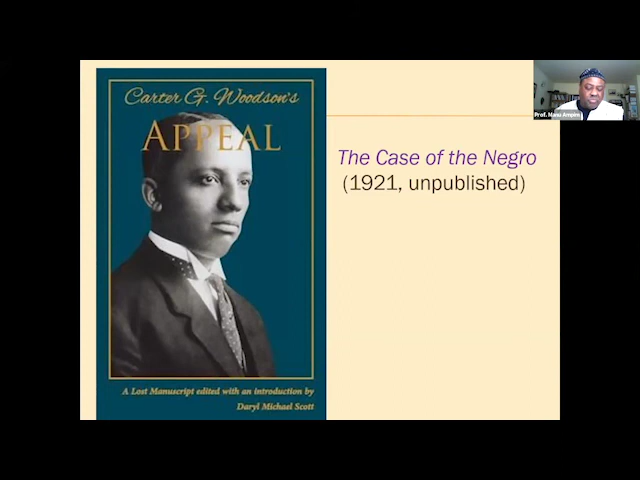 Carter G. Woodson's
APPEAL
A Lost Manuscript edited with an introduction by
Daryl Michael Scott
The Case of the Negro
(1921, unpublished)
Prof. Manu Ampim